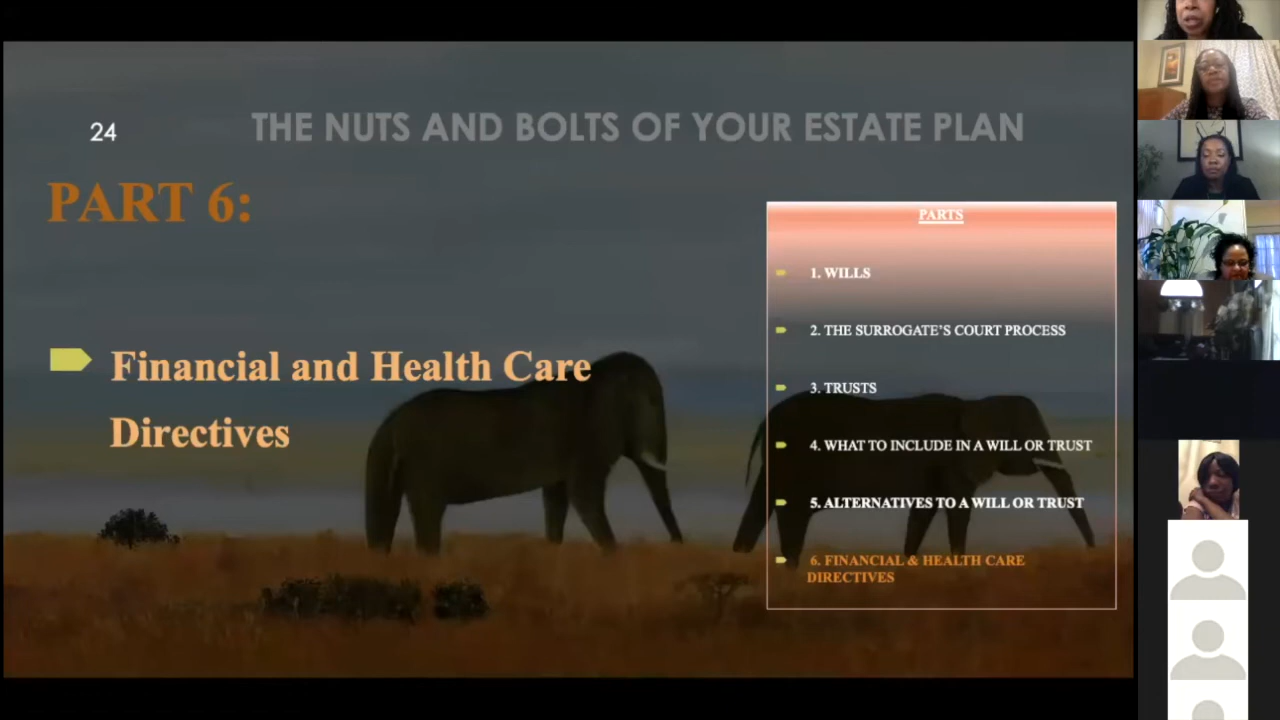 24
THE NUTS AND BOLTS OF YOUR ESTATE PLAN
PART 6:
Financial and Health Care
Directives
PARTS
1. WILLS
2. THE SURROGATE'S COURT PROCESS
3. TRUSTS
4. WHAT TO INCLUDE IN A WILL OR TRUST
5. ALTERNATIVES TO A WILL OR TRUST
6. FINANCIAL & HEALTH CARE
DIRECTIVES